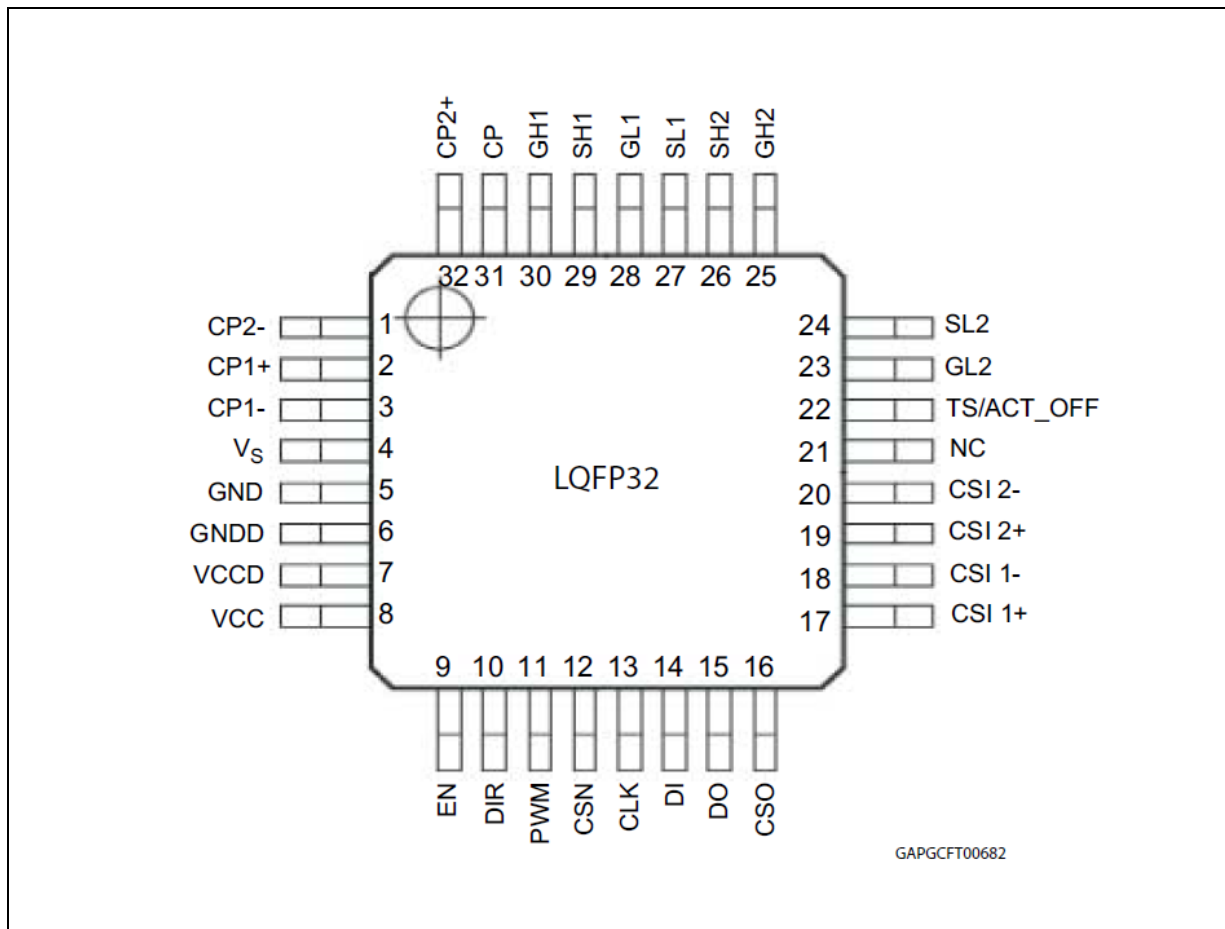 CP2+
CP
GH1
SH1
GL1
SL1
SH2
GH2
32
31
30
29
28
27
26
25
CP2-
1
CP1+
2
CP1-
3
VS
4
GND
5
GNDD
6
VCCD
7
VCC
8
LQFP32
24
SL2
23
GL2
22
TS/ACT_OFF
21
NC
20
CSI 2-
19
CSI 2+
18
CSI 1-
17
CSI 1+
9
10
11
12
13
14
15
16
EN
DIR
PWM
CSN
CLK
DI
DO
CSO
GAPGCFT00682